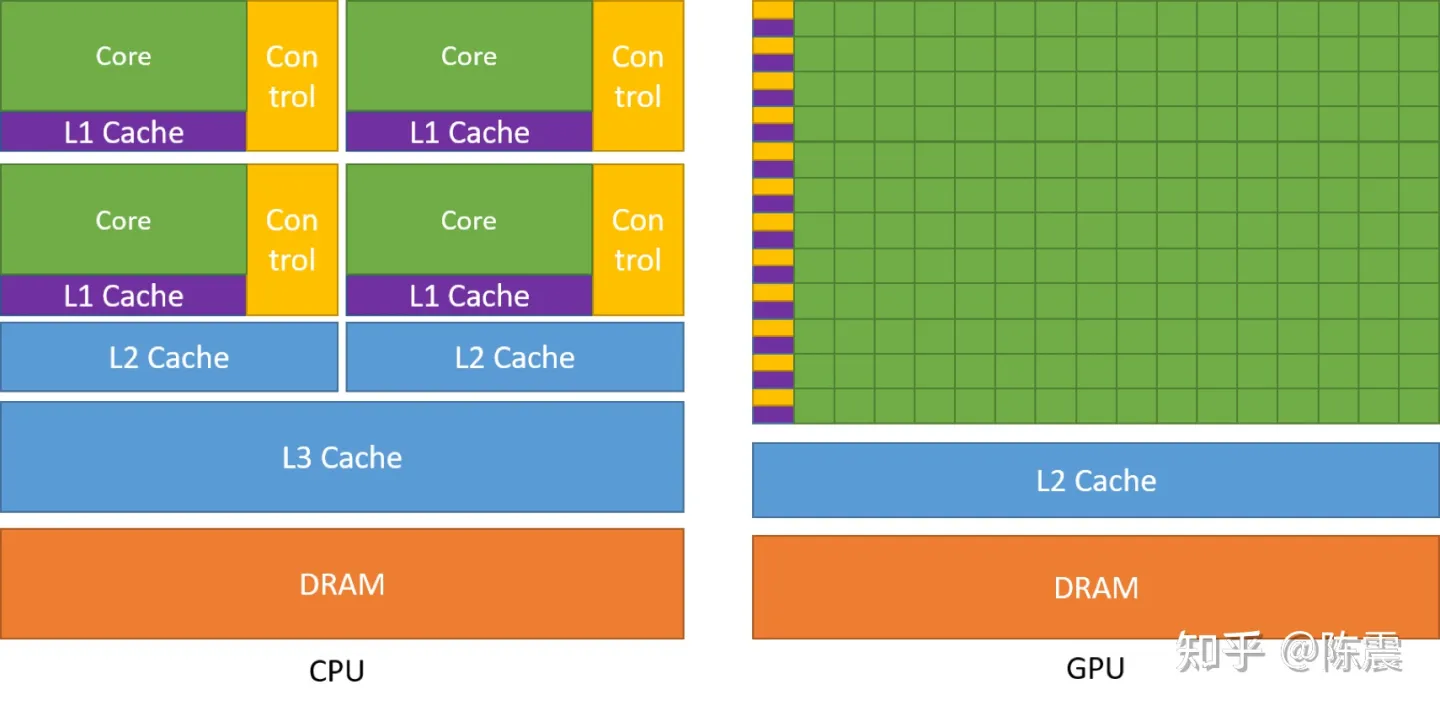 Core
Con
trol
L1 Cache
Core
Con
trol
L1 Cache
Core
Con
trol
L1 Cache
Core
Con
trol
L1 Cache
L2 Cache
L2 Cache
L3 Cache
DRAM
CPU
L2 Cache
DRAM
GPU
知乎 @陈震